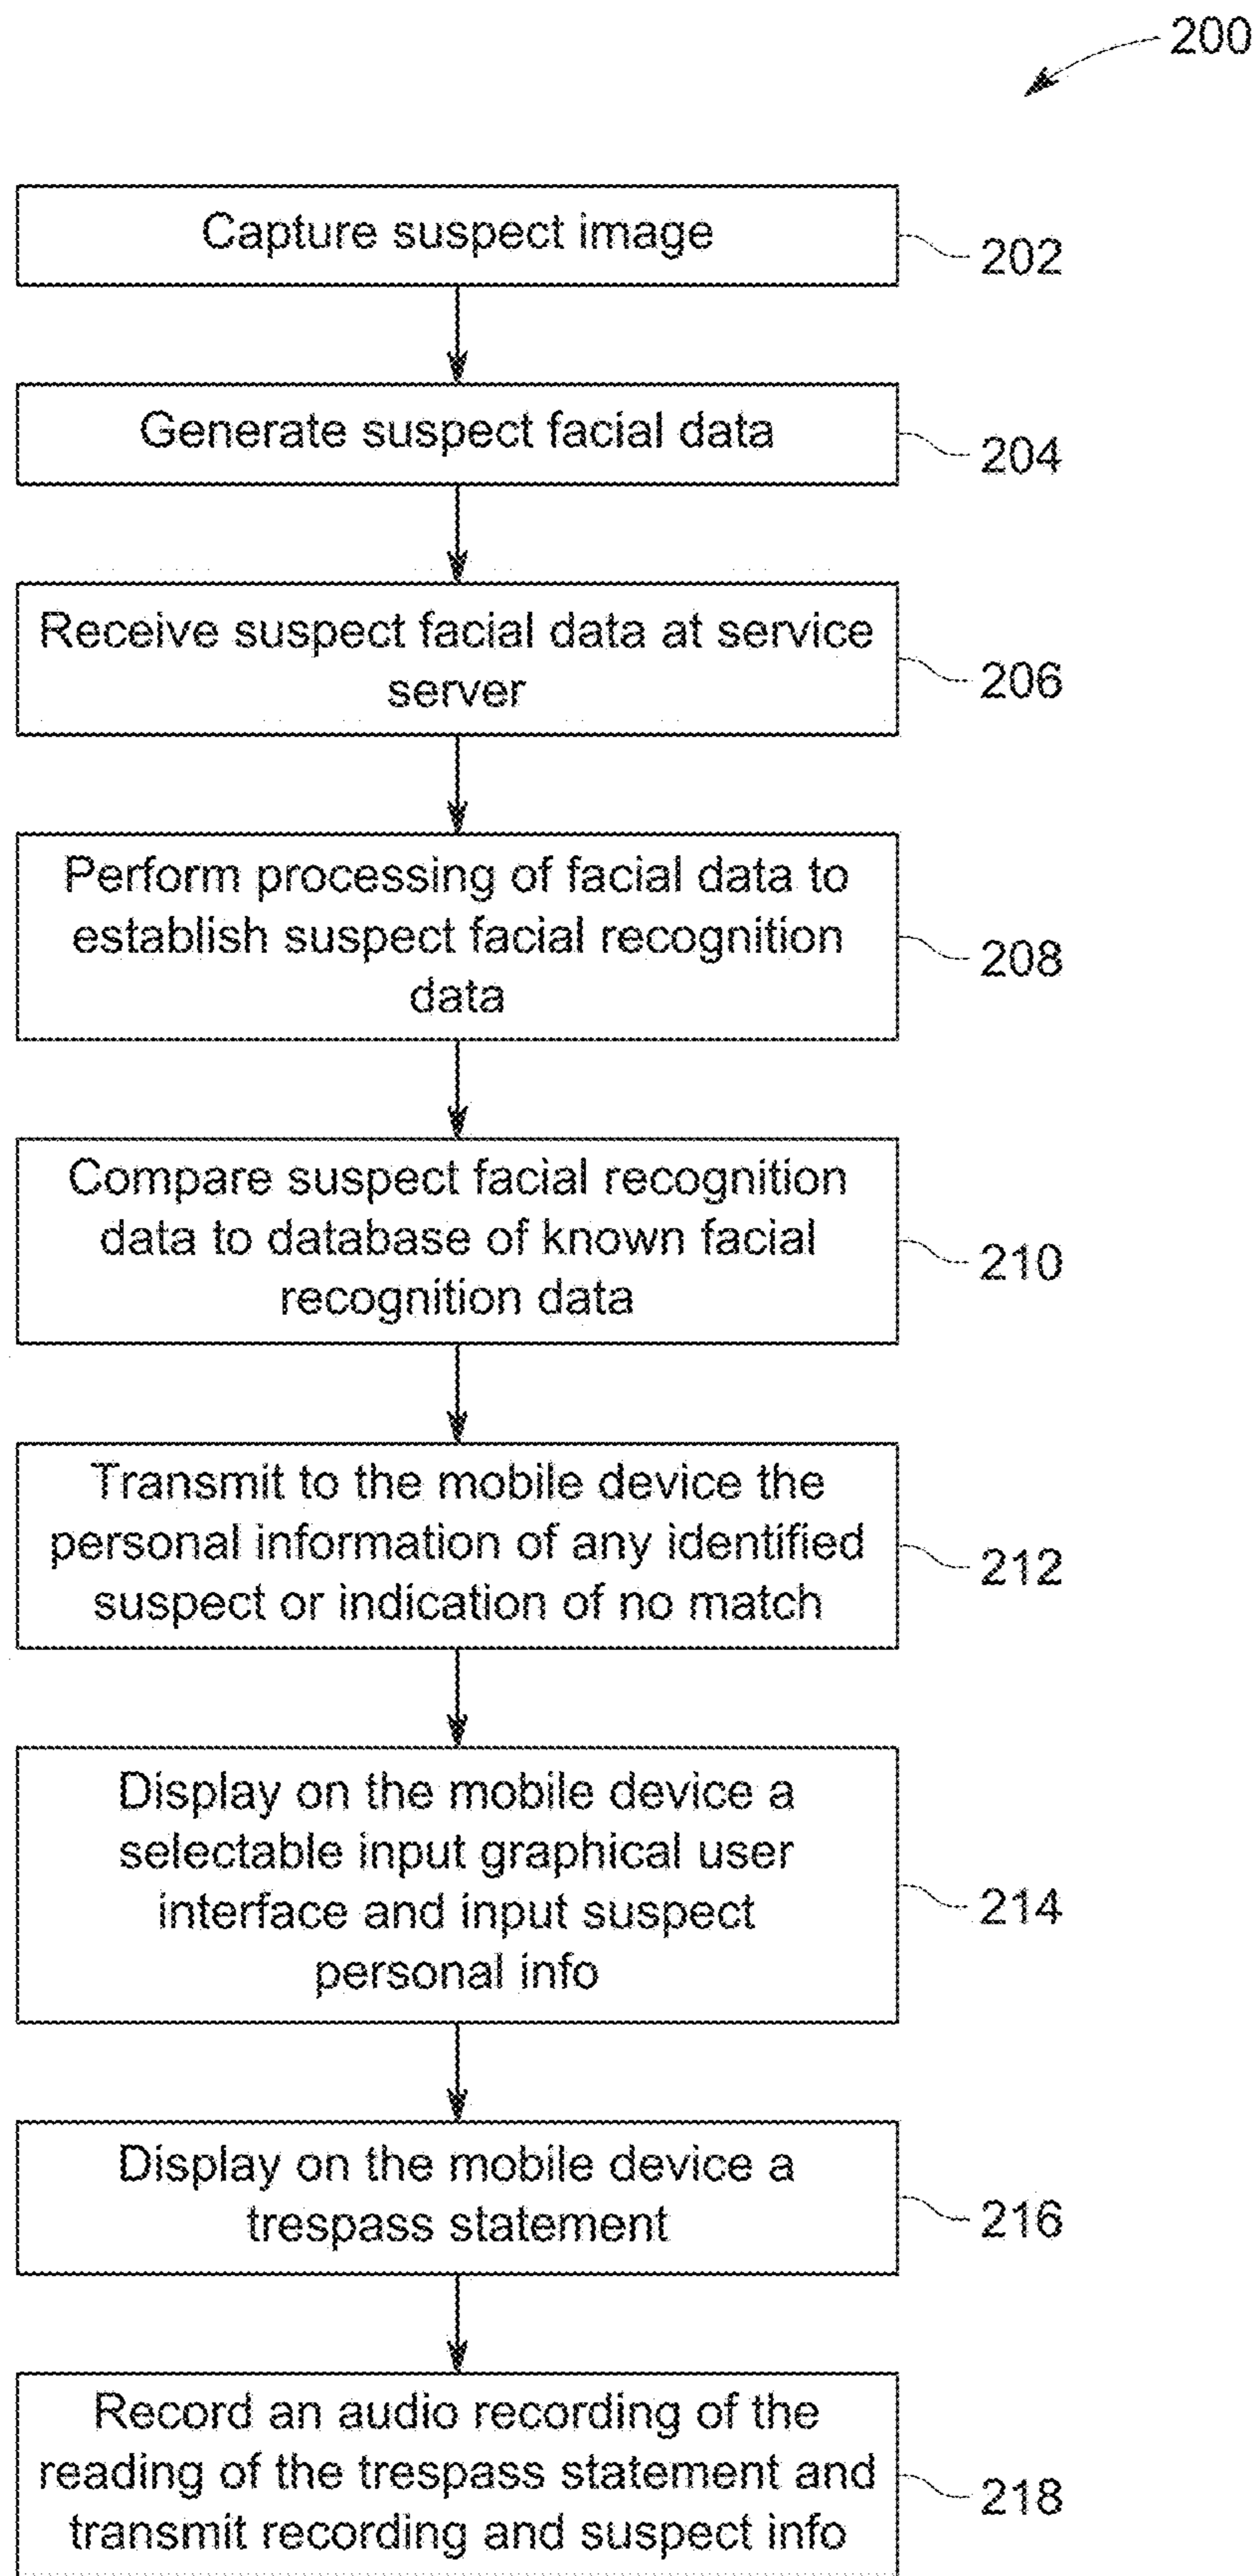 200
Capture suspect image
202
Generate suspect facial data
204
Receive suspect facial data at service
server
206
Perform processing of facial data to
establish suspect facial recognition
data
208
Compare suspect facial recognition
data to database of known facial
recognition data
210
Transmit to the mobile device the
personal information of any identified
suspect or indication of no match
212
Display on the mobile device a
selectable input graphical user
interface and input suspect
personal info
214
Display on the mobile device a
trespass statement
216
Record an audio recording of the
reading of the trespass statement and
transmit recording and suspect info
218